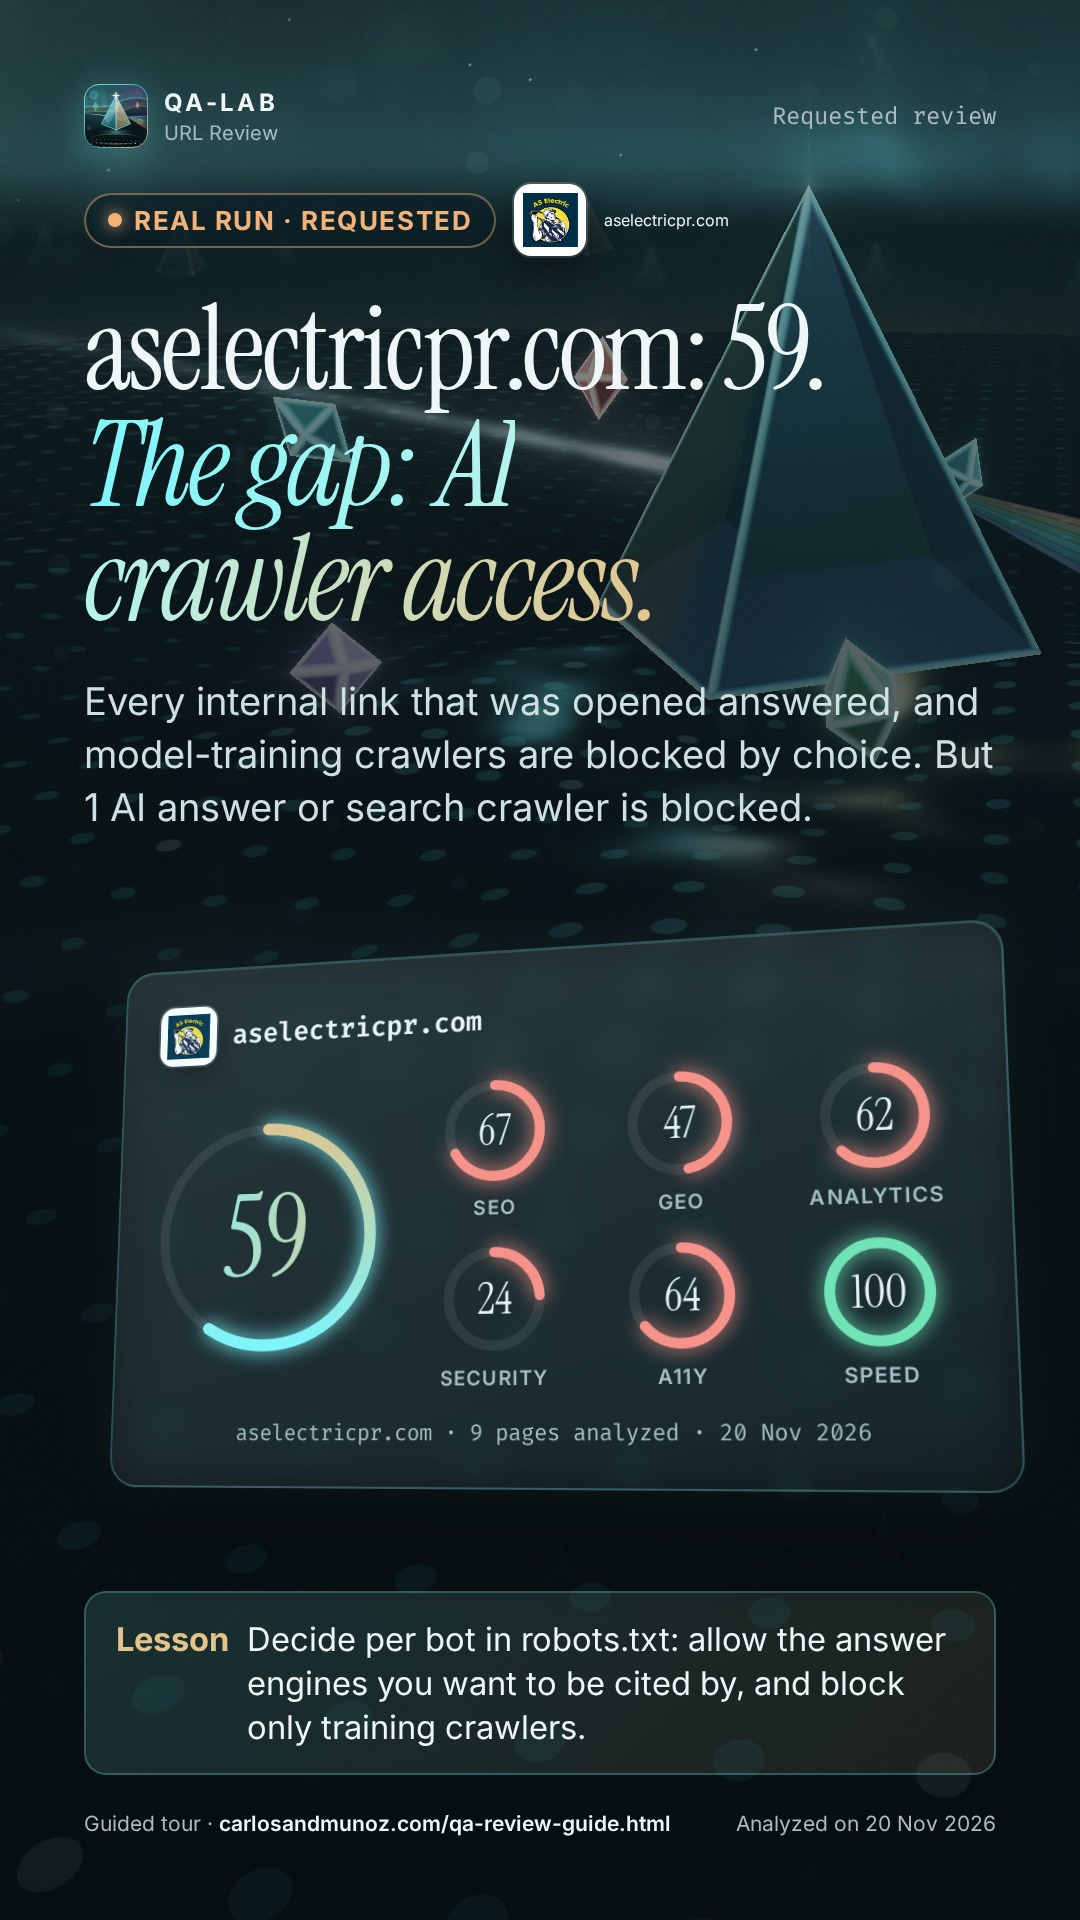 QA-LAB
URL Review
Requested review
REAL RUN · REQUESTED
AS Electric
aselectricpr.com
aselectricpr.com: 59.
The gap: AI
crawler access.
Every internal link that was opened answered, and
model-training crawlers are blocked by choice. But
1 AI answer or search crawler is blocked.
AS Electric
aselectricpr.com
59
67
SEO
47
GEO
62
ANALYTICS
24
SECURITY
64
A11Y
100
SPEED
aselectricpr.com · 9 pages analyzed · 20 Nov 2026
Lesson Decide per bot in robots.txt: allow the answer
engines you want to be cited by, and block
only training crawlers.
Guided tour · carlosandmunoz.com/qa-review-guide.html
Analyzed on 20 Nov 2026